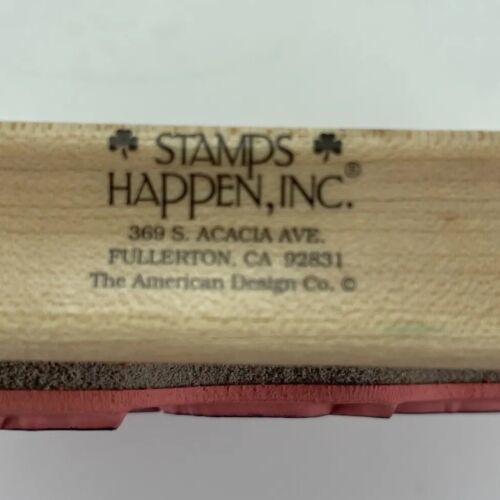 STAMPS
HAPPEN, INC.®
369 S. ACACIA AVE.
FULLERTON, CA 92831
The American Design Co. ©